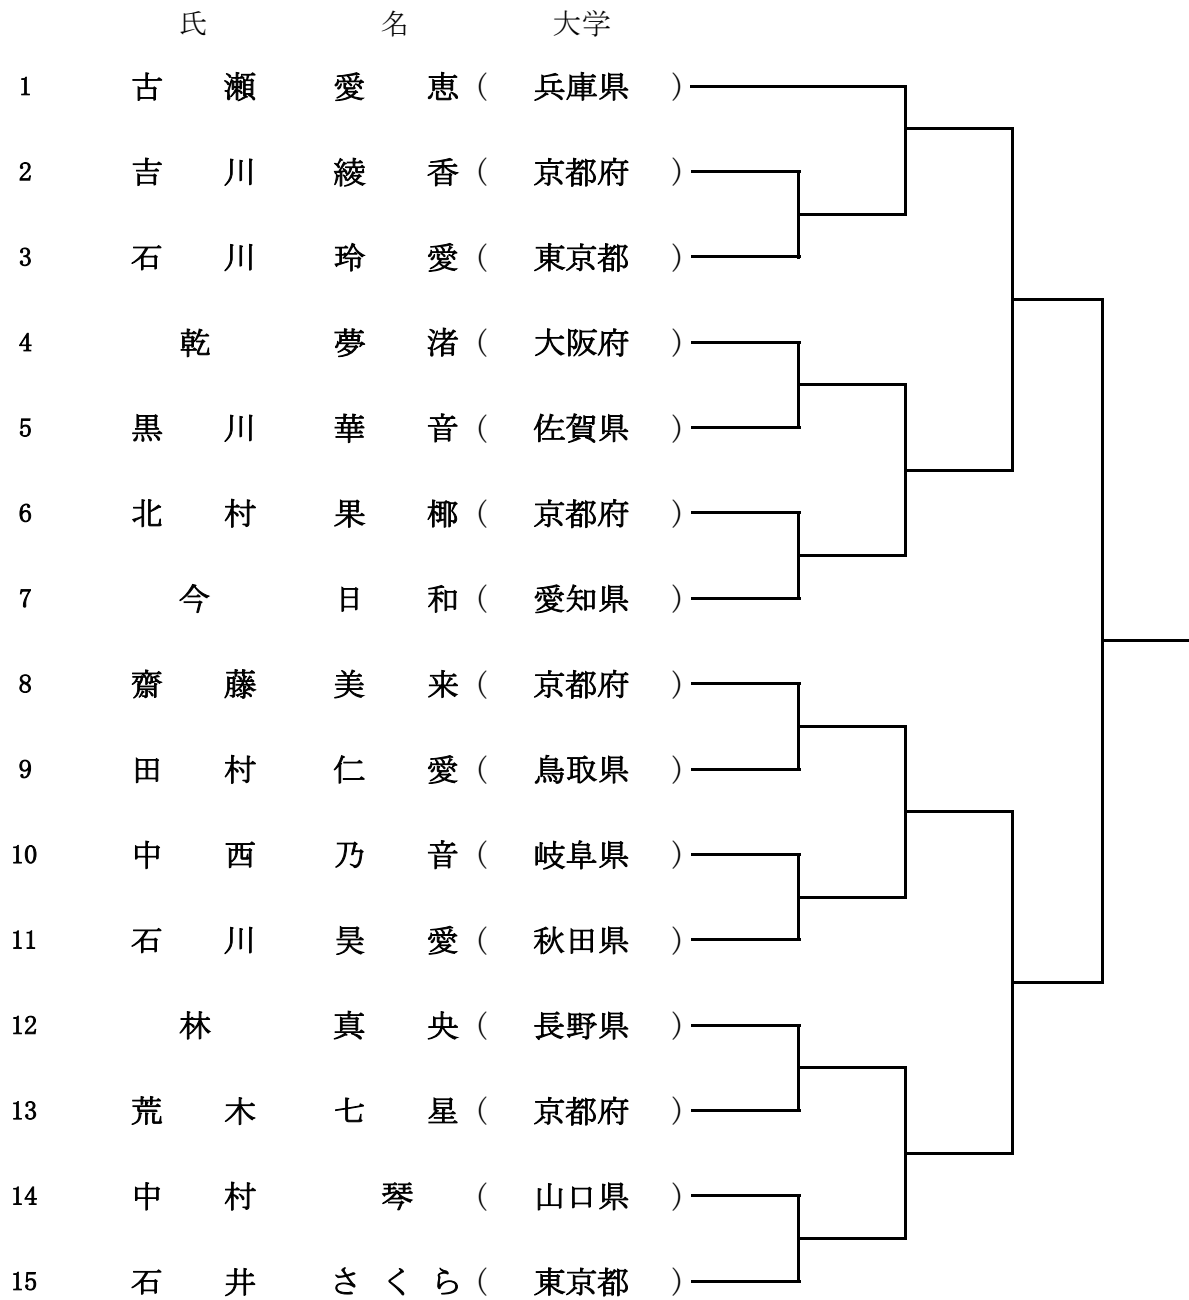 氏 名 大学
1 古瀬 愛恵 ( 兵庫県 )
2 吉川 綾香 ( 京都府 )
3 石川 玲愛 ( 東京都 )
4 乾 夢渚 ( 大阪府 )
5 黒川 華音 ( 佐賀県 )
6 北村 果椰 ( 京都府 )
7 今 日和 ( 愛知県 )
8 齋藤 美来 ( 京都府 )
9 田村 仁愛 ( 鳥取県 )
10 中西 乃音 ( 岐阜県 )
11 石川 昊愛 ( 秋田県 )
12 林 真央 ( 長野県 )
13 荒木 七星 ( 京都府 )
14 中村 琴 ( 山口県 )
15 石井 さくら ( 東京都 )